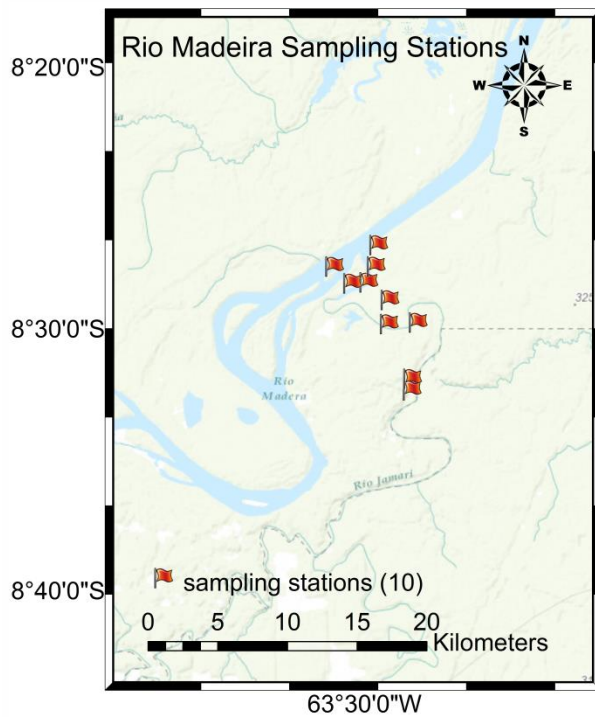 Rio Madeira Sampling Stations
N
W
E
S
8°20'0"S
8°30'0"S
325
Rio
Madera
Rio Jamari
8°40'0"S
sampling stations (10)
0 5 10 15 20
Kilometers
63°30'0"W